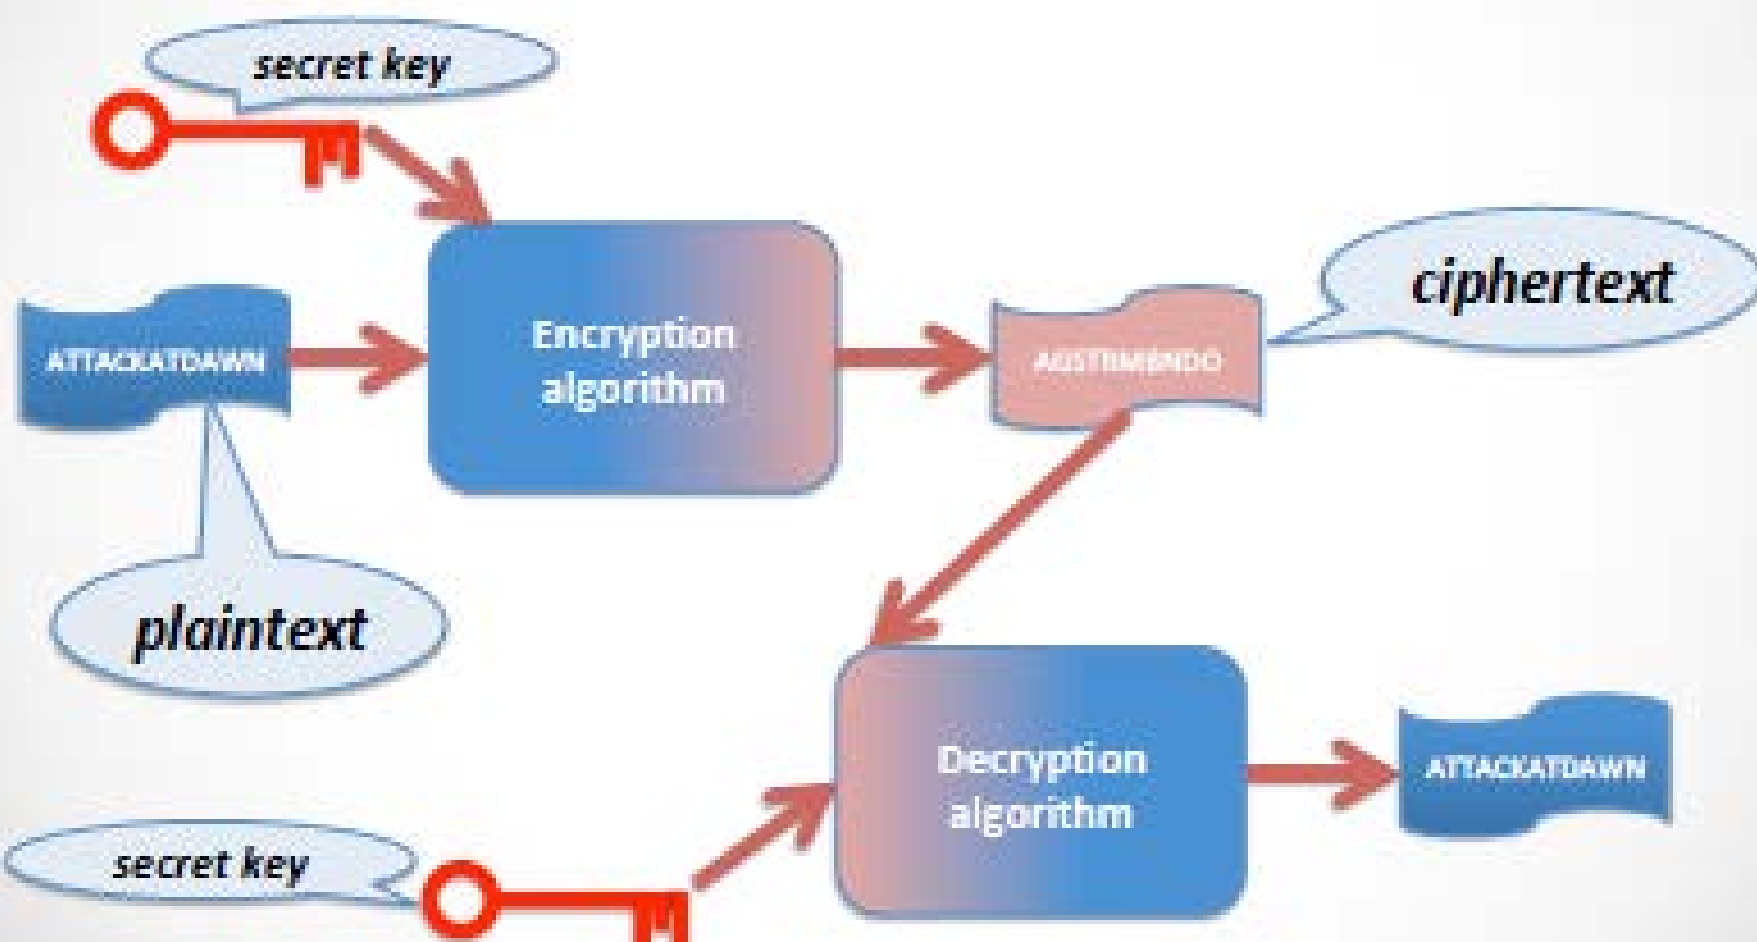 secret key
ATTACKATDAWN
Encryption
algorithm
ciphertext
plaintext
Decryption
algorithm
ATTACKATDAWN
secret key